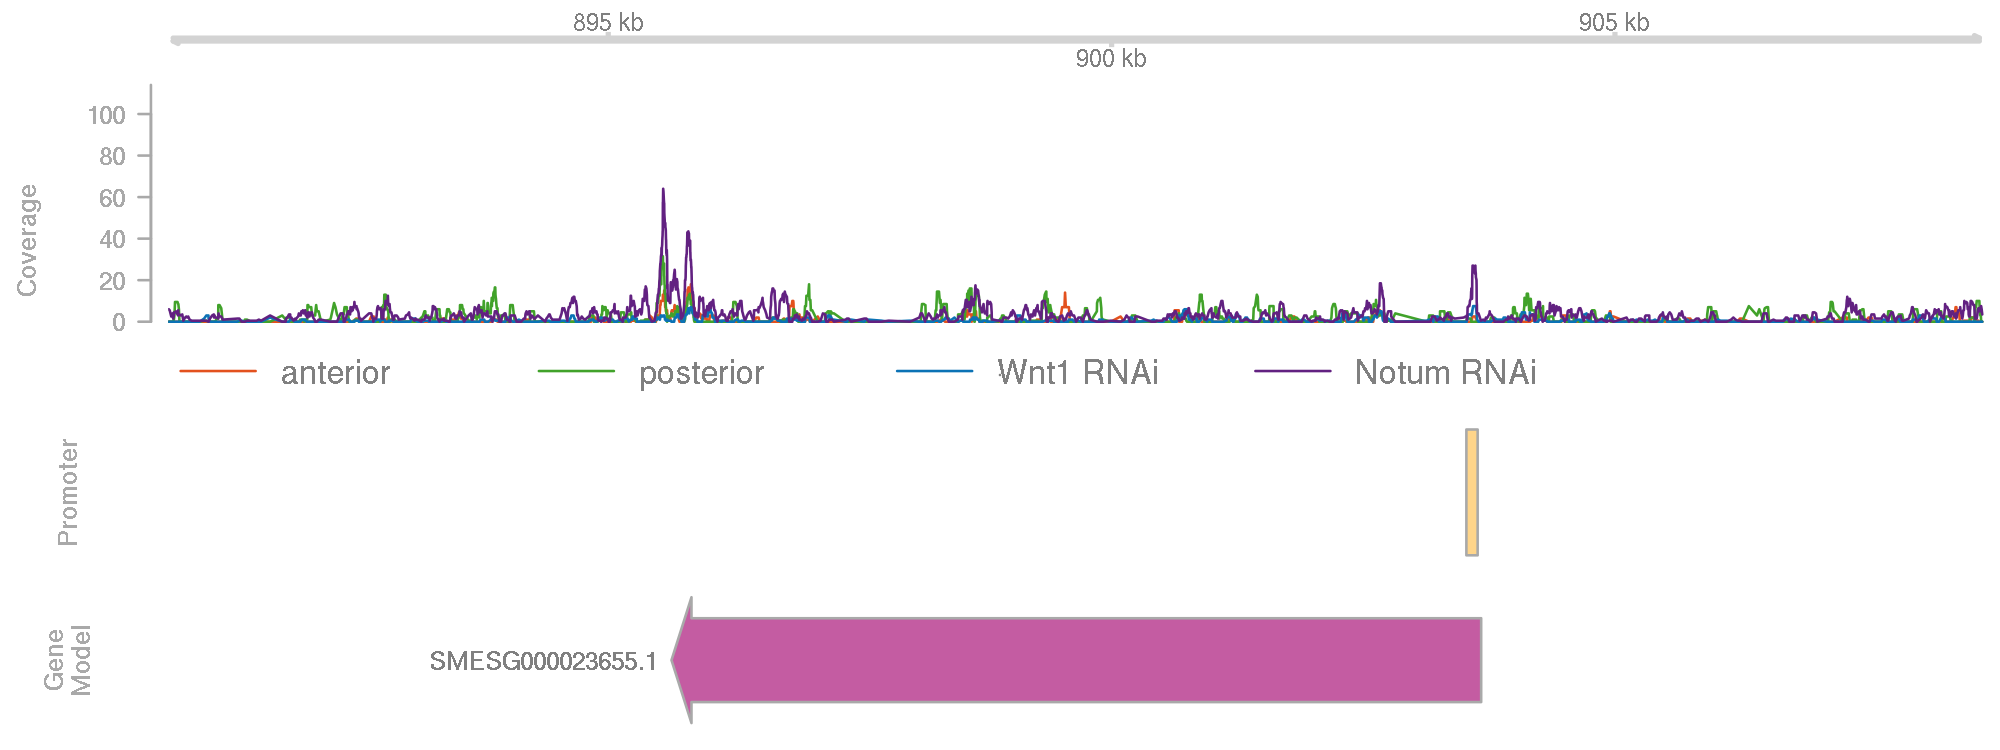 895 kb
905 kb
900 kb
Coverage
100
80
60
40
20
0
anterior posterior Wnt1 RNAi Notum RNAi
Promoter
Gene
Model
SMESG000023655.1